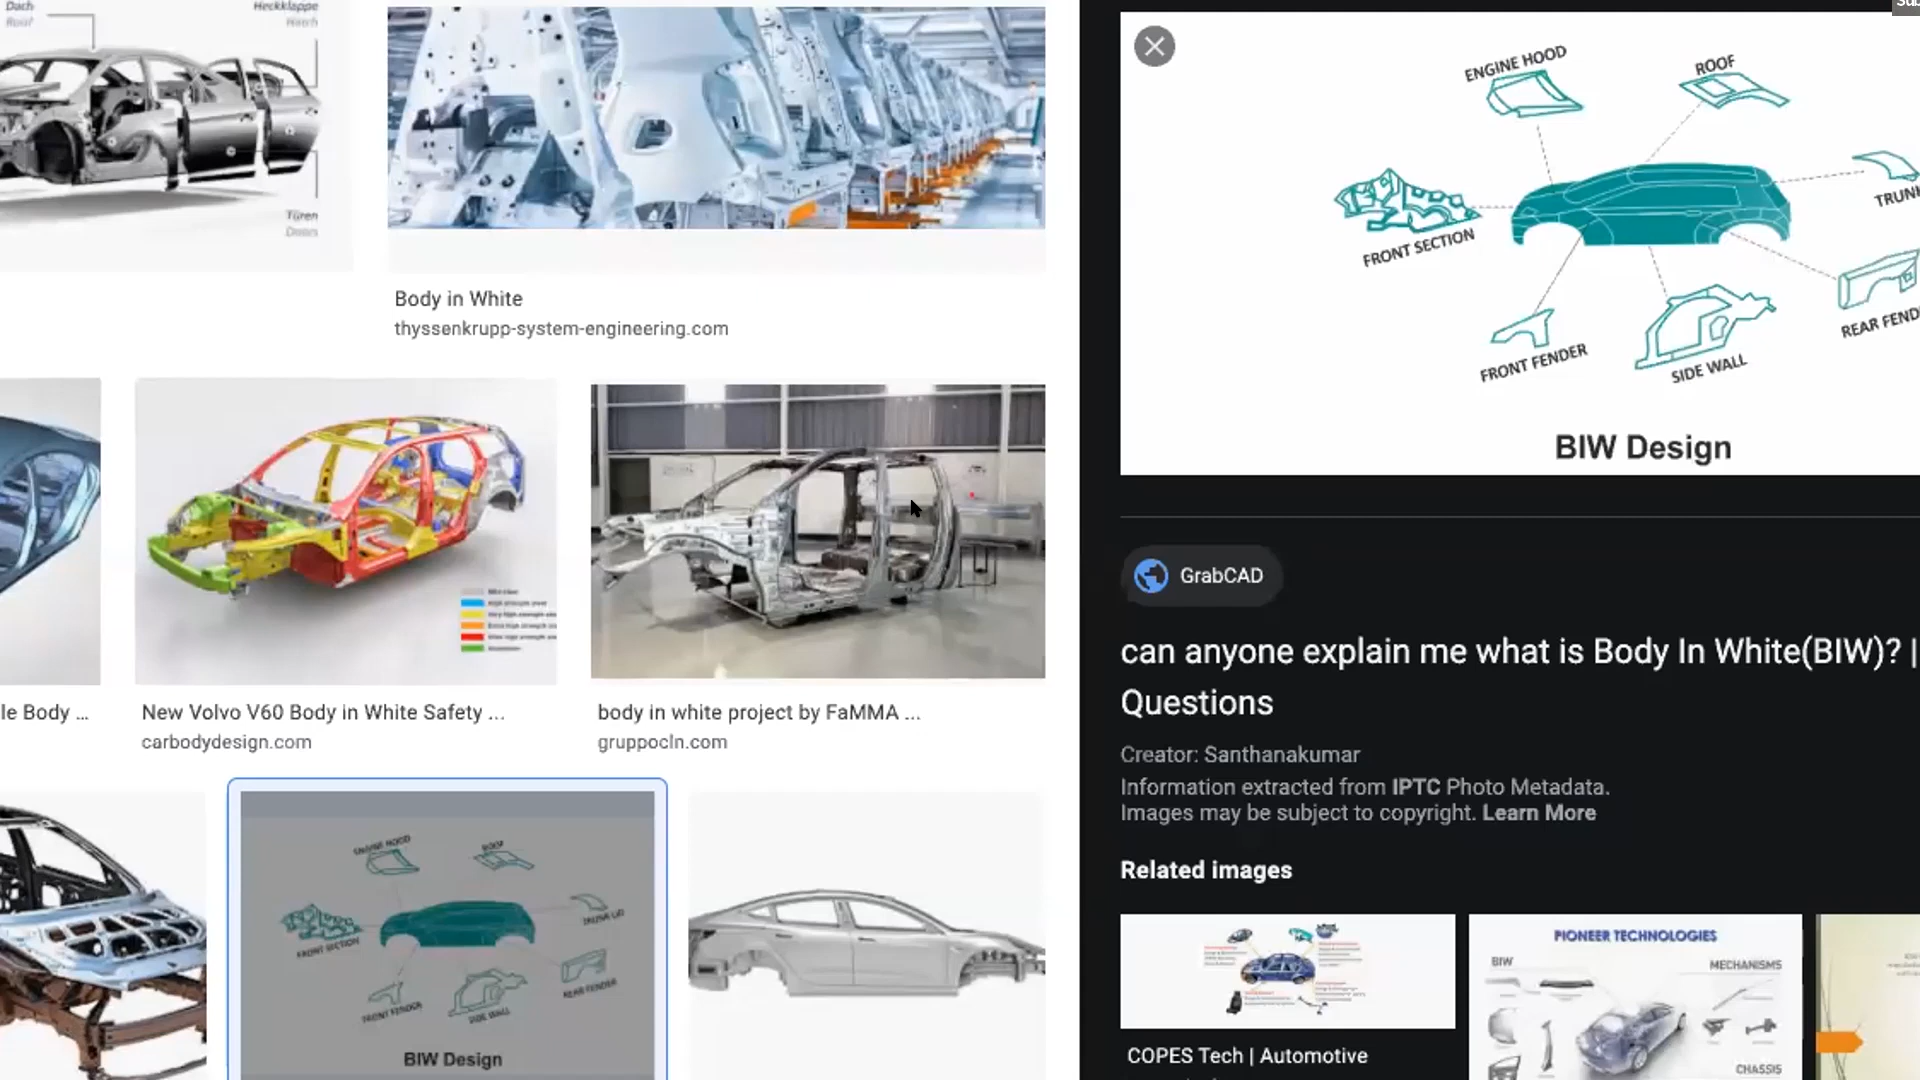 Dach
Roof
Heckklappe
Hatch
Türen
Doors
Body in White
thyssenkrupp-system-engineering.com
le Body ...
New Volvo V60 Body in White Safety ...
carbodydesign.com
body in white project by FaMMA ...
gruppocln.com
ENGINE HOOD
ROOF
TRUNK LID
FRONT SECTION
REAR FENDER
FRONT FENDER
SIDE WALL
BIW Design
ENGINE HOOD
ROOF
TRUN
FRONT SECTION
REAR FEND
FRONT FENDER
SIDE WALL
BIW Design
GrabCAD
can anyone explain me what is Body In White(BIW)? |
Questions
Creator: Santhanakumar
Information extracted from IPTC Photo Metadata.
Images may be subject to copyright. Learn More
Related images
COPES Tech | Automotive
PIONEER TECHNOLOGIES
BIW
MECHANISMS
CHASSIS